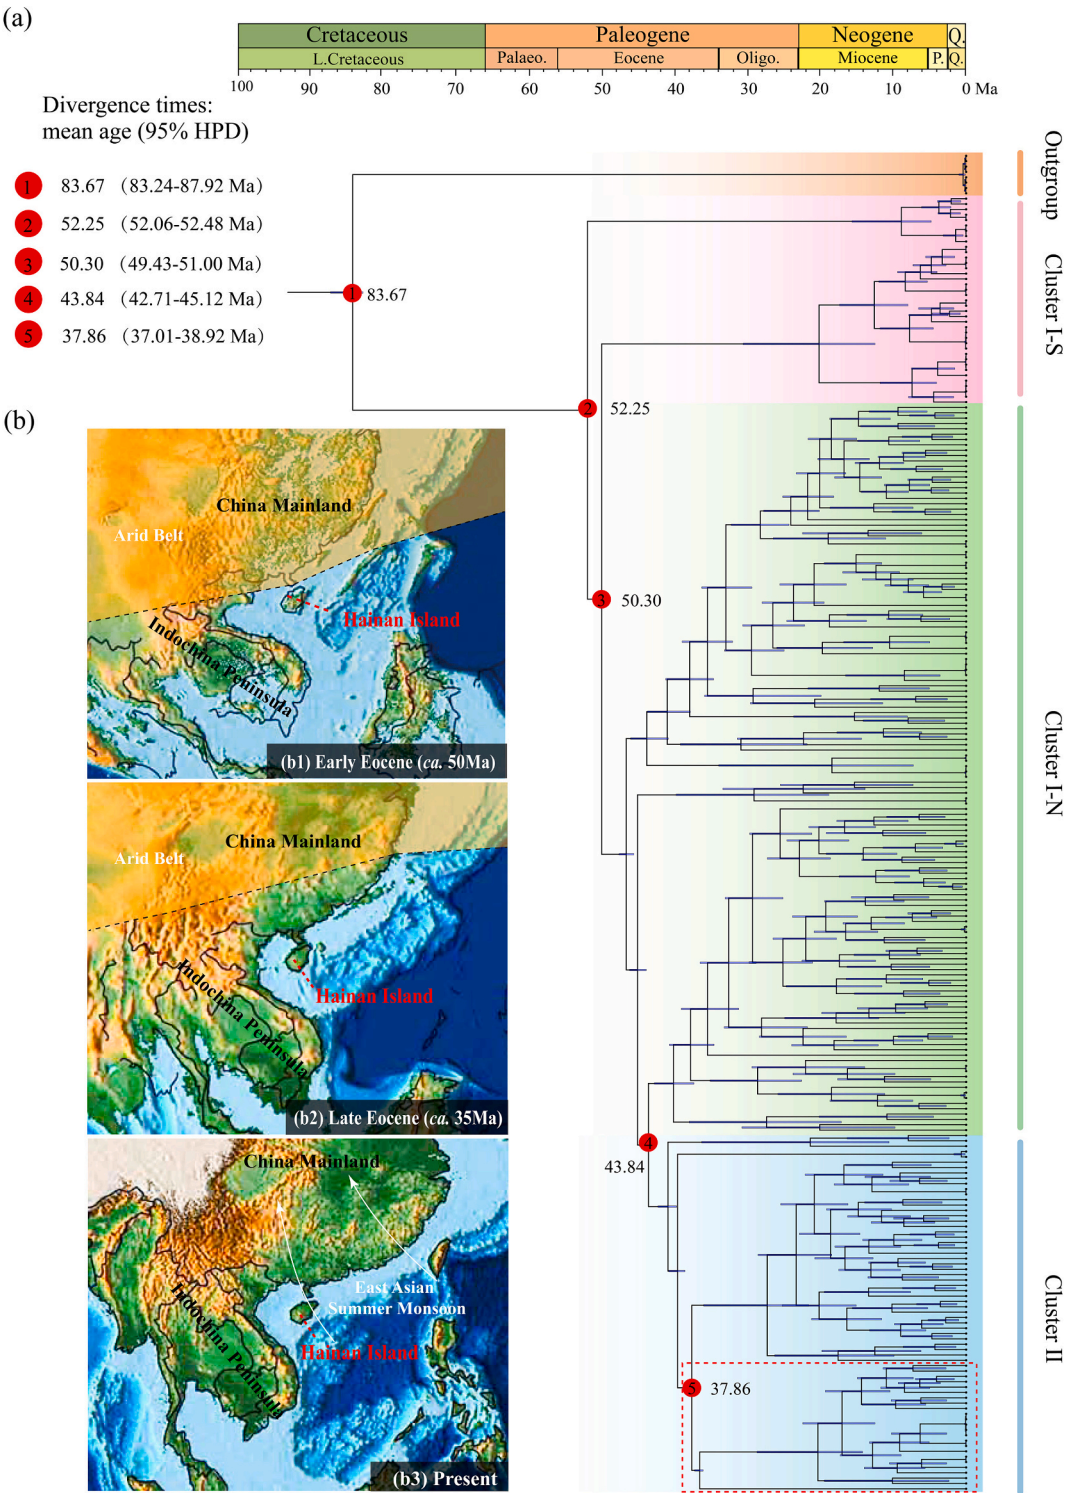 (a)
Cretaceous Paleogene Neogene Q.
L.Cretaceous Palaeo. Eocene Oligo. Miocene P. Q.
100 90 80 70 60 50 40 30 20 10 0 Ma
Divergence times:
mean age (95% HPD)
1 83.67 (83.24-87.92 Ma)
2 52.25 (52.06-52.48 Ma)
3 50.30 (49.43-51.00 Ma)
4 43.84 (42.71-45.12 Ma)
5 37.86 (37.01-38.92 Ma)
1 83.67
2 52.25
3 50.30
4
43.84
5 37.86
Outgroup
Cluster I-S
Cluster I-N
Cluster II
(b)
China Mainland
Arid Belt
Hainan Island
Indochina Peninsula
(b1) Early Eocene (ca. 50Ma)
China Mainland
Arid Belt
Indochina Peninsula
Hainan Island
(b2) Late Eocene (ca. 35Ma)
China Mainland
East Asian
Summer Monsoon
Indochina Peninsula
Hainan Island
(b3) Present